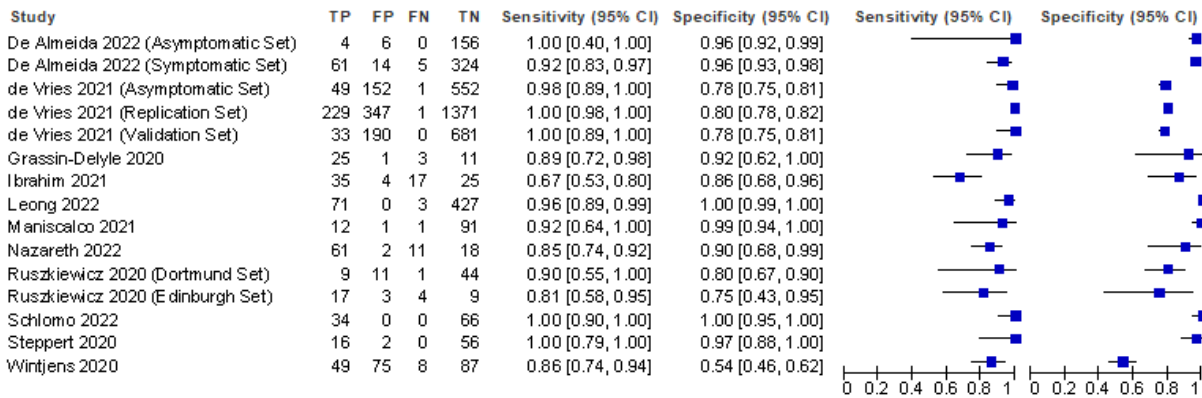 Study TP FP FN TN Sensitivity (95% CI) Specificity (95% CI) Sensitivity (95% CI) Specificity (95% CI)
De Almeida 2022 (Asymptomatic Set) 4 6 0 156 1.00 [0.40, 1.00] 0.96 [0.92, 0.99]
De Almeida 2022 (Symptomatic Set) 61 14 5 324 0.92 [0.83, 0.97] 0.96 [0.93, 0.98]
de Vries 2021 (Asymptomatic Set) 49 152 1 552 0.98 [0.89, 1.00] 0.78 [0.75, 0.81]
de Vries 2021 (Replication Set) 229 347 1 1371 1.00 [0.98, 1.00] 0.80 [0.78, 0.82]
de Vries 2021 (Validation Set) 33 190 0 681 1.00 [0.89, 1.00] 0.78 [0.75, 0.81]
Grassin-Delyle 2020 25 1 3 11 0.89 [0.72, 0.98] 0.92 [0.62, 1.00]
Ibrahim 2021 35 4 17 25 0.67 [0.53, 0.80] 0.86 [0.68, 0.96]
Leong 2022 71 0 3 427 0.96 [0.89, 0.99] 1.00 [0.99, 1.00]
Maniscalco 2021 12 1 1 91 0.92 [0.64, 1.00] 0.99 [0.94, 1.00]
Nazareth 2022 61 2 11 18 0.85 [0.74, 0.92] 0.90 [0.68, 0.99]
Ruszkiewicz 2020 (Dortmund Set) 9 11 1 44 0.90 [0.55, 1.00] 0.80 [0.67, 0.90]
Ruszkiewicz 2020 (Edinburgh Set) 17 3 4 9 0.81 [0.58, 0.95] 0.75 [0.43, 0.95]
Schlomo 2022 34 0 0 66 1.00 [0.90, 1.00] 1.00 [0.95, 1.00]
Steppert 2020 16 2 0 56 1.00 [0.79, 1.00] 0.97 [0.88, 1.00]
Wintjens 2020 49 75 8 87 0.86 [0.74, 0.94] 0.54 [0.46, 0.62]
0 0.2 0.4 0.6 0.8 1 0 0.2 0.4 0.6 0.8 1